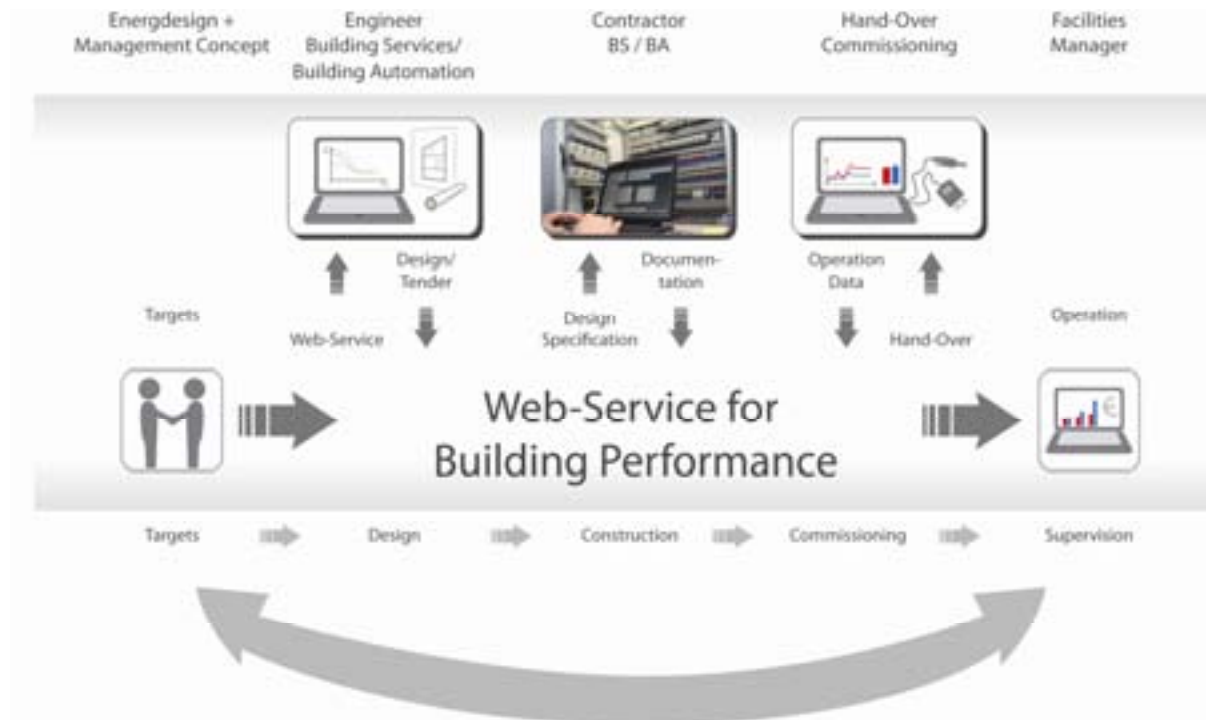 Energdesign +
Management Concept
Engineer
Building Services/
Building Automation
Contractor
BS / BA
Hand-Over
Commissioning
Facilities
Manager
Design/
Tender
Documen-
tation
Operation
Data
Targets
Web-Service
Design
Specification
Hand-Over
Operation
Web-Service for
Building Performance
Targets
Design
Construction
Commissioning
Supervision